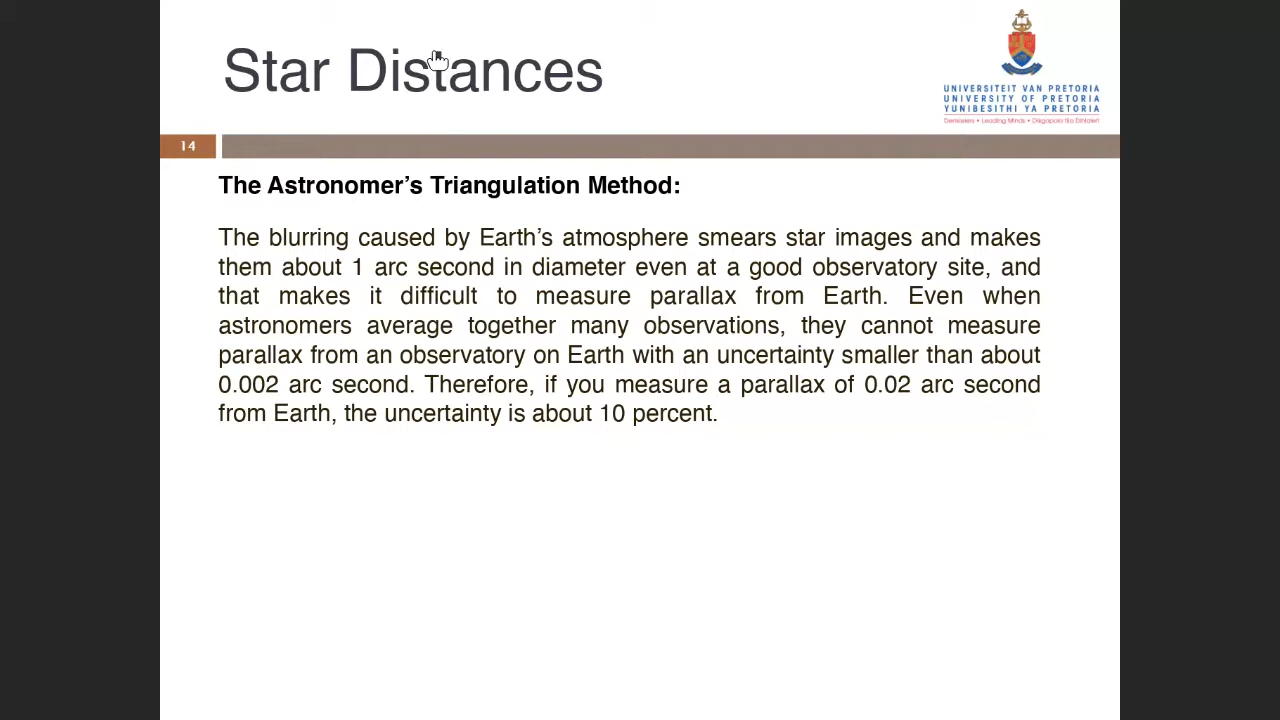 Star Distances
UNIVERSITEIT VAN PRETORIA
UNIVERSITY OF PRETORIA
YUNIBESITHI YA PRETORIA
Denkleiers • Leading Minds • Dikgopolo tša Dihlalefi
14
The Astronomer’s Triangulation Method:
The blurring caused by Earth’s atmosphere smears star images and makes
them about 1 arc second in diameter even at a good observatory site, and
that makes it difficult to measure parallax from Earth. Even when
astronomers average together many observations, they cannot measure
parallax from an observatory on Earth with an uncertainty smaller than about
0.002 arc second. Therefore, if you measure a parallax of 0.02 arc second
from Earth, the uncertainty is about 10 percent.